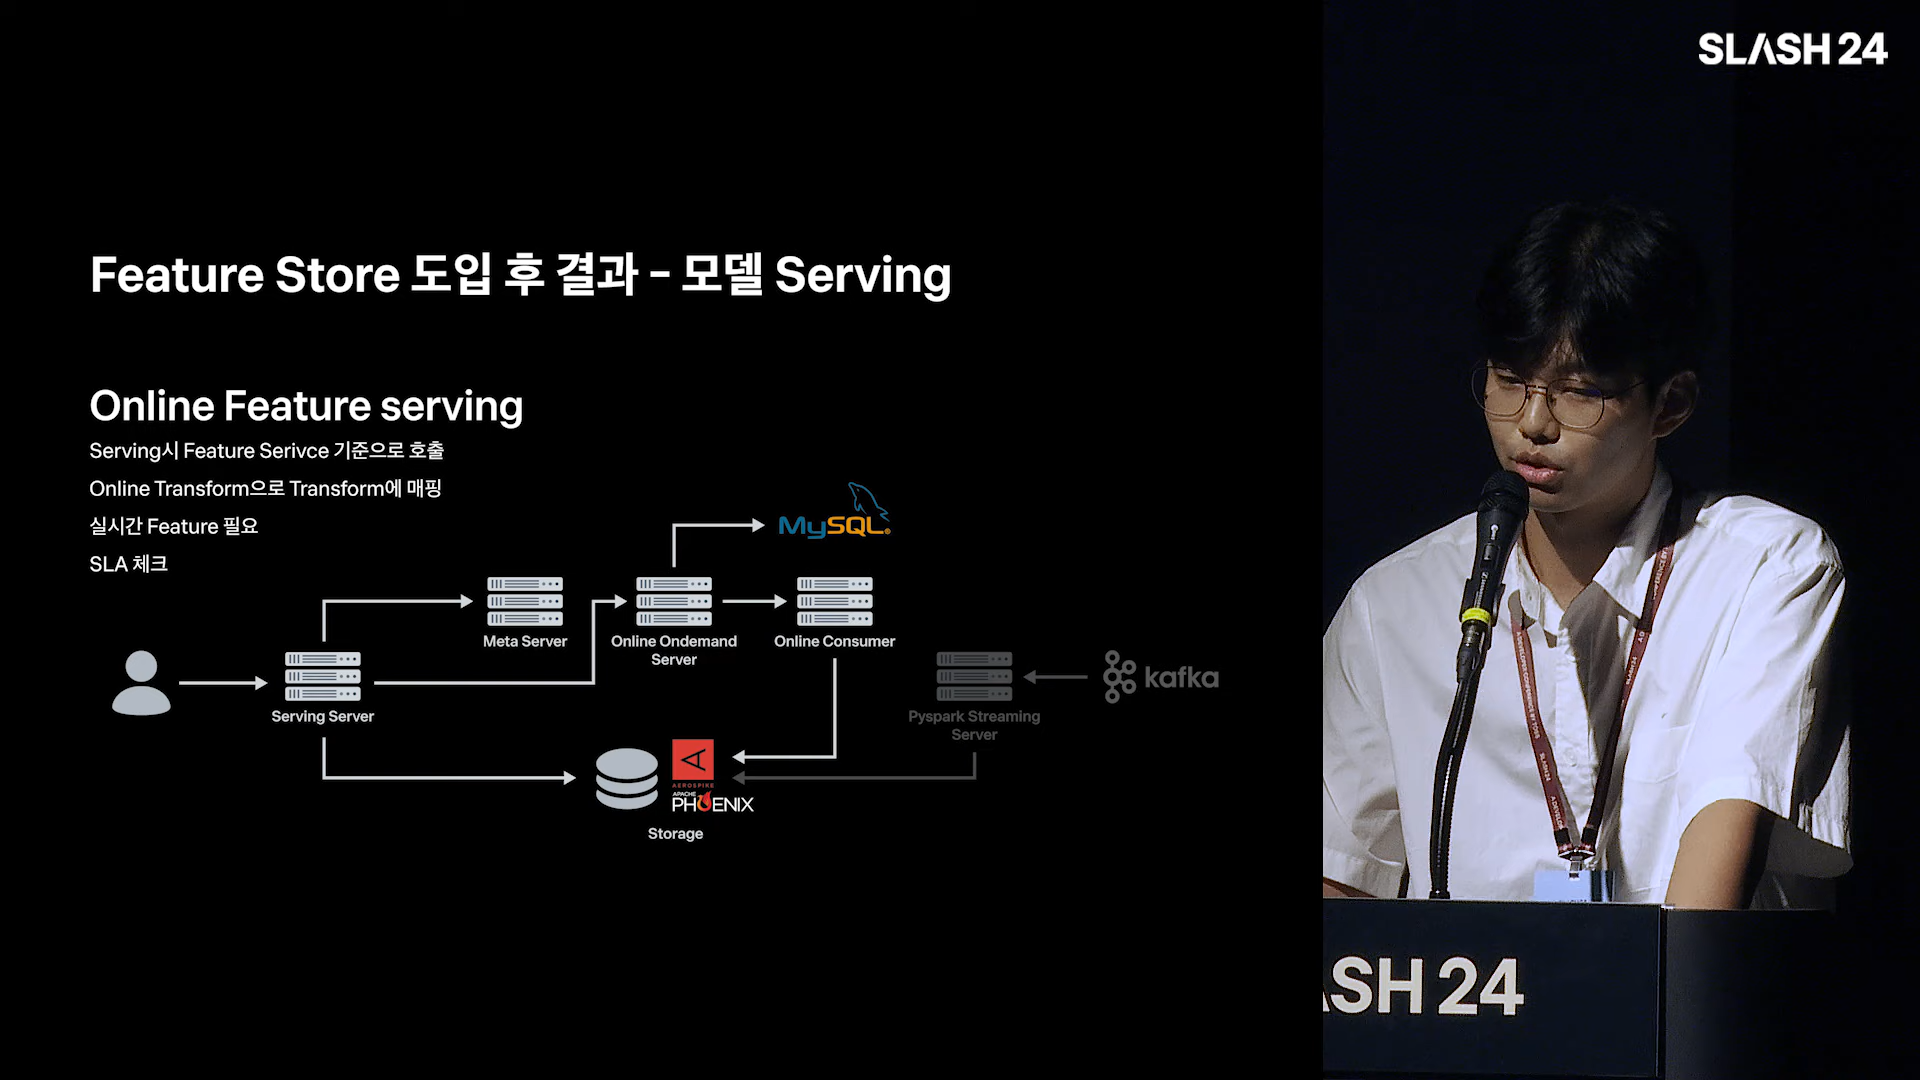 SLASH 24
Feature Store 도입 후 결과 - 모델 Serving
Online Feature serving
Serving시 Feature Serivce 기준으로 호출
Online Transform으로 Transform에 매핑
실시간 Feature 필요
SLA 체크
MySQL
Meta Server
Online Ondemand
Server
Online Consumer
Serving Server
Pyspark Streaming
Server
kafka
AEROSPIKE
APACHE
PHOENIX
Storage
SLASH 24
ASH 24